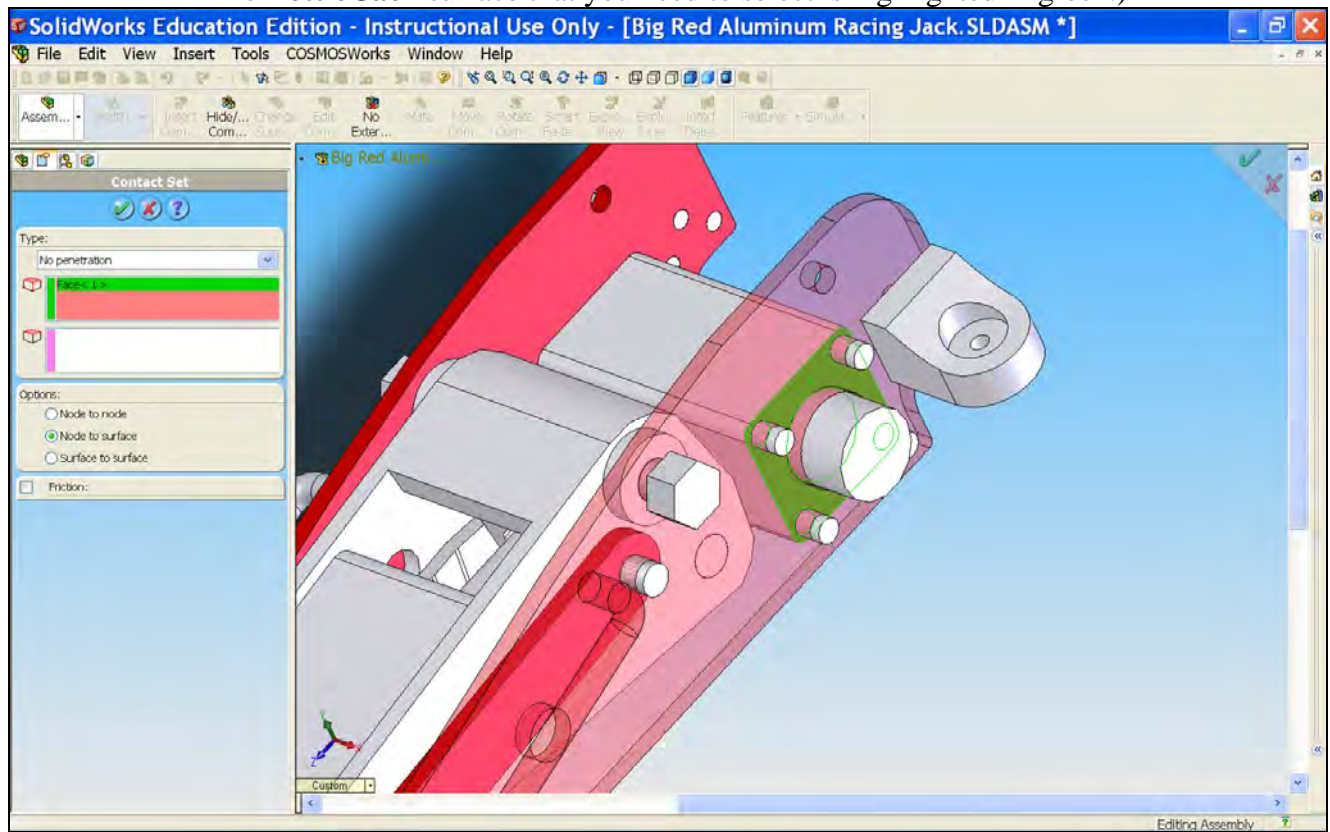 SolidWorks Education Edition - Instructional Use Only - [Big Red Aluminum Racing Jack.SLDASM *]
File Edit View Insert Tools COSMOSWorks Window Help
Assem...
Hide/...
Com...
No
Exter...
Big Red Alum...
Contact Set
Type:
No penetration
Face< 1 >
Options:
Node to node
Node to surface
Surface to surface
Friction:
Custom
Editing Assembly